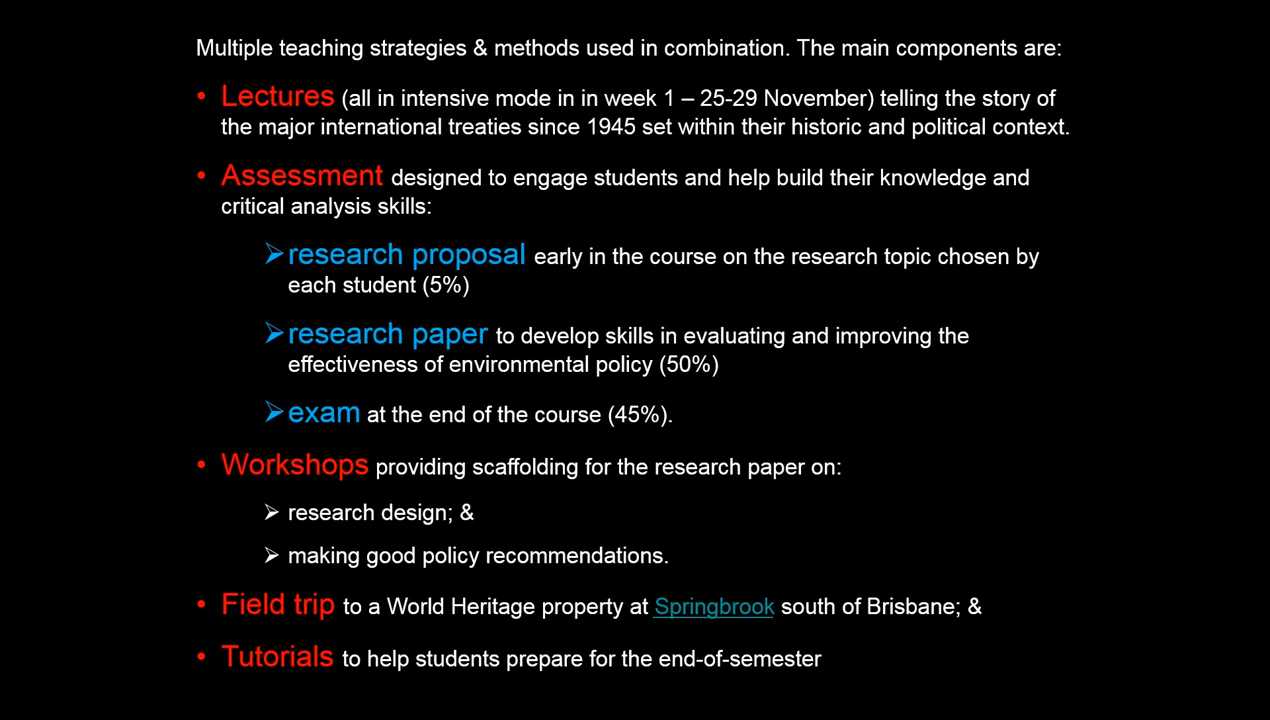 Multiple teaching strategies & methods used in combination. The main components are:
• Lectures (all in intensive mode in in week 1 – 25-29 November) telling the story of
the major international treaties since 1945 set within their historic and political context.
• Assessment designed to engage students and help build their knowledge and
critical analysis skills:
➢ research proposal early in the course on the research topic chosen by
each student (5%)
➢ research paper to develop skills in evaluating and improving the
effectiveness of environmental policy (50%)
➢ exam at the end of the course (45%).
• Workshops providing scaffolding for the research paper on:
➢ research design; &
➢ making good policy recommendations.
• Field trip to a World Heritage property at Springbrook south of Brisbane; &
• Tutorials to help students prepare for the end-of-semester